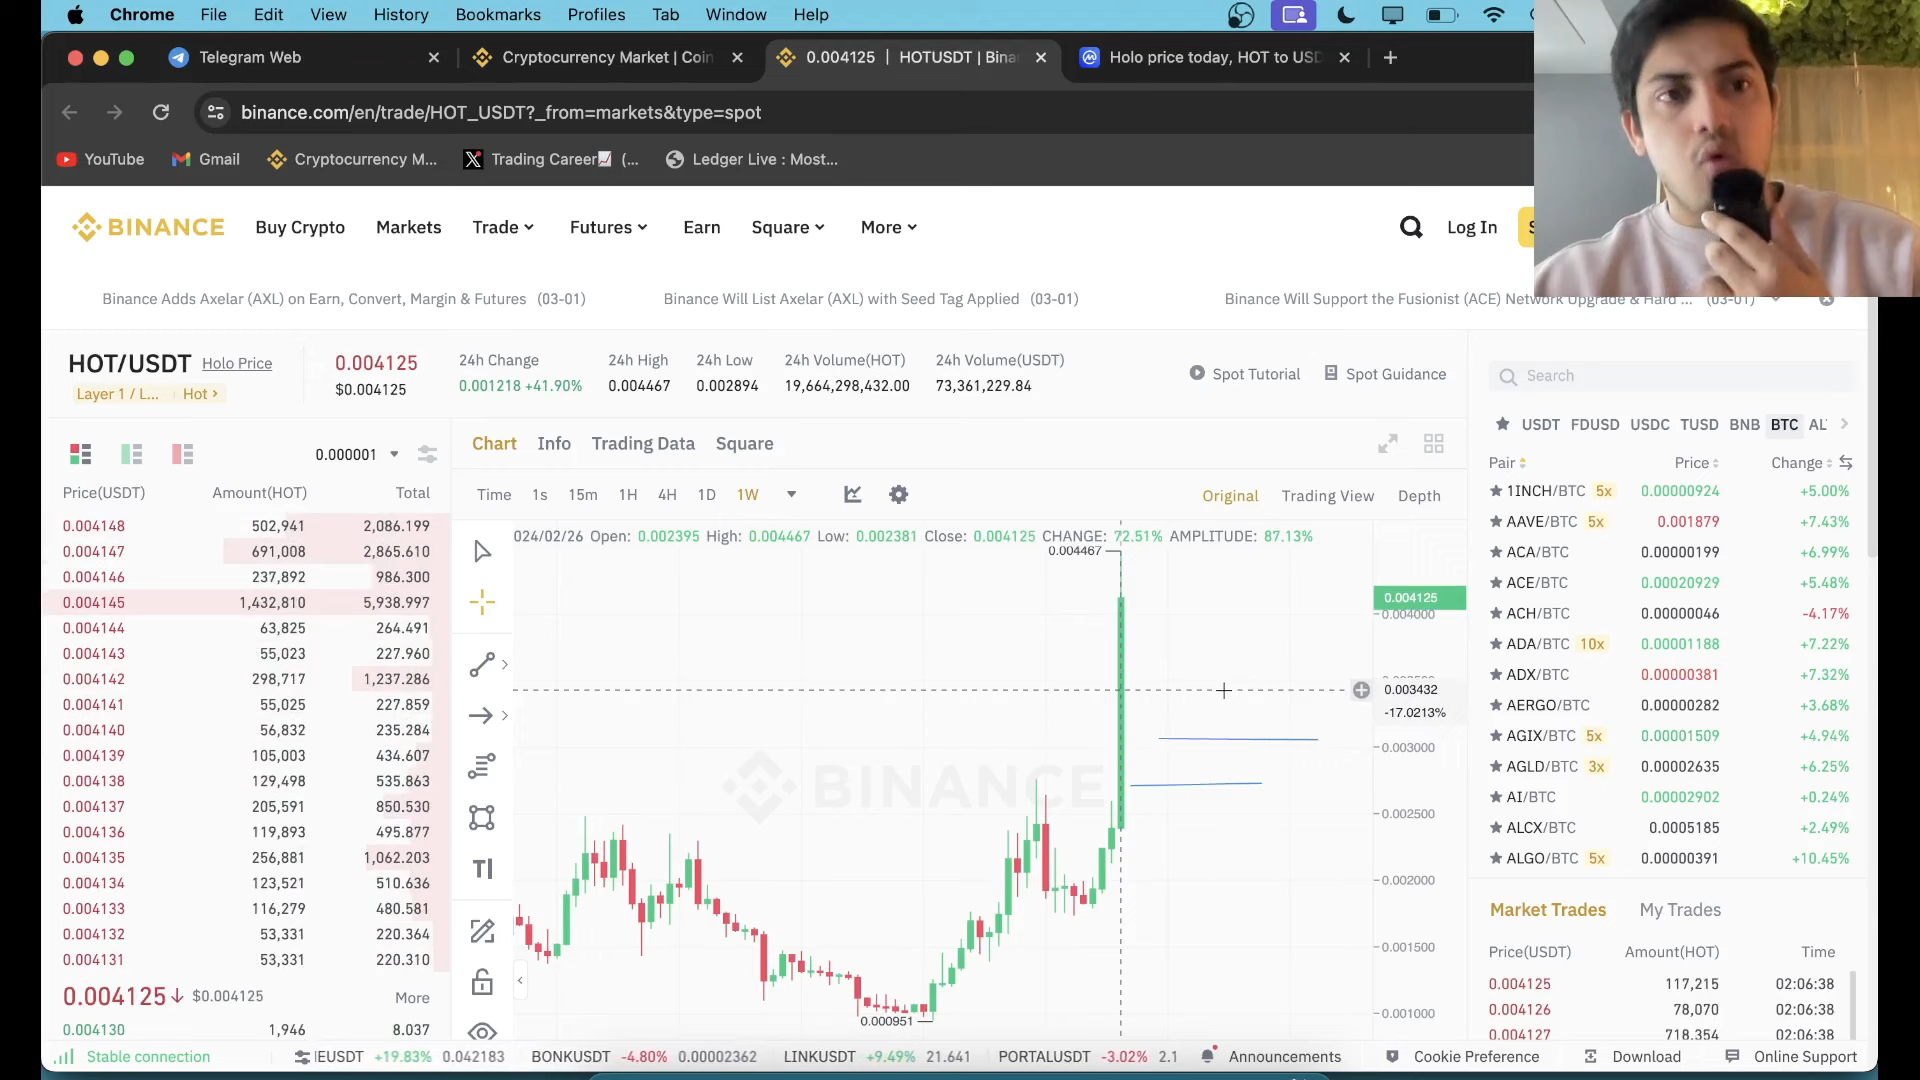 Chrome File Edit View History Bookmarks Profiles Tab Window Help
Telegram Web
Cryptocurrency Market | Coin
0.004125 | HOTUSDT | Bina
Holo price today, HOT to USD
binance.com/en/trade/HOT_USDT?_from=markets&type=spot
YouTube Gmail Cryptocurrency M... Trading Career (... Ledger Live : Most...
BINANCE Buy Crypto Markets Trade Futures Earn Square More Log In
Binance Adds Axelar (AXL) on Earn, Convert, Margin & Futures (03-01)
Binance Will List Axelar (AXL) with Seed Tag Applied (03-01)
Binance Will Support the Fusionist (ACE) Network Upgrade & Hard ... (03-01)
HOT/USDT Holo Price
Layer 1 / L... Hot
0.004125
$0.004125
24h Change 24h High 24h Low 24h Volume(HOT) 24h Volume(USDT)
0.001218 +41.90% 0.004467 0.002894 19,664,298,432.00 73,361,229.84
Spot Tutorial Spot Guidance
0.000001
Price(USDT) Amount(HOT) Total
0.004148 502,941 2,086.199
0.004147 691,008 2,865.610
0.004146 237,892 986.300
0.004145 1,432,810 5,938.997
0.004144 63,825 264.491
0.004143 55,023 227.960
0.004142 298,717 1,237.286
0.004141 55,025 227.859
0.004140 56,832 235.284
0.004139 105,003 434.607
0.004138 129,498 535.863
0.004137 205,591 850.530
0.004136 119,893 495.877
0.004135 256,881 1,062.203
0.004134 123,521 510.636
0.004133 116,279 480.581
0.004132 53,331 220.364
0.004131 53,331 220.310
0.004125 $0.004125 More
0.004130 1,946 8.037
Chart Info Trading Data Square
Time 1s 15m 1H 4H 1D 1W
Original Trading View Depth
024/02/26 Open: 0.002395 High: 0.004467 Low: 0.002381 Close: 0.004125 CHANGE: 72.51% AMPLITUDE: 87.13%
0.004467
0.004125
0.004000
0.003432
-17.0213%
0.003000
BINANCE
0.002500
0.002000
0.001500
0.001000
0.000951
Search
USDT FDUSD USDC TUSD BNB BTC AL
Pair Price Change
1INCH/BTC 5x 0.00000924 +5.00%
AAVE/BTC 5x 0.001879 +7.43%
ACA/BTC 0.00000199 +6.99%
ACE/BTC 0.00020929 +5.48%
ACH/BTC 0.00000046 -4.17%
ADA/BTC 10x 0.00001188 +7.22%
ADX/BTC 0.00000381 +7.32%
AERGO/BTC 0.00000282 +3.68%
AGIX/BTC 5x 0.00001509 +4.94%
AGLD/BTC 3x 0.00002635 +6.25%
AI/BTC 0.00002902 +0.24%
ALCX/BTC 0.0005185 +2.49%
ALGO/BTC 5x 0.00000391 +10.45%
Market Trades My Trades
Price(USDT) Amount(HOT) Time
0.004125 117,215 02:06:38
0.004126 78,070 02:06:38
0.004127 718,354 02:06:38
Stable connection
IEUSDT +19.83% 0.042183 BONKUSDT -4.80% 0.00002362 LINKUSDT +9.49% 21.641 PORTALUSDT -3.02% 2.1
Announcements Cookie Preference Download Online Support